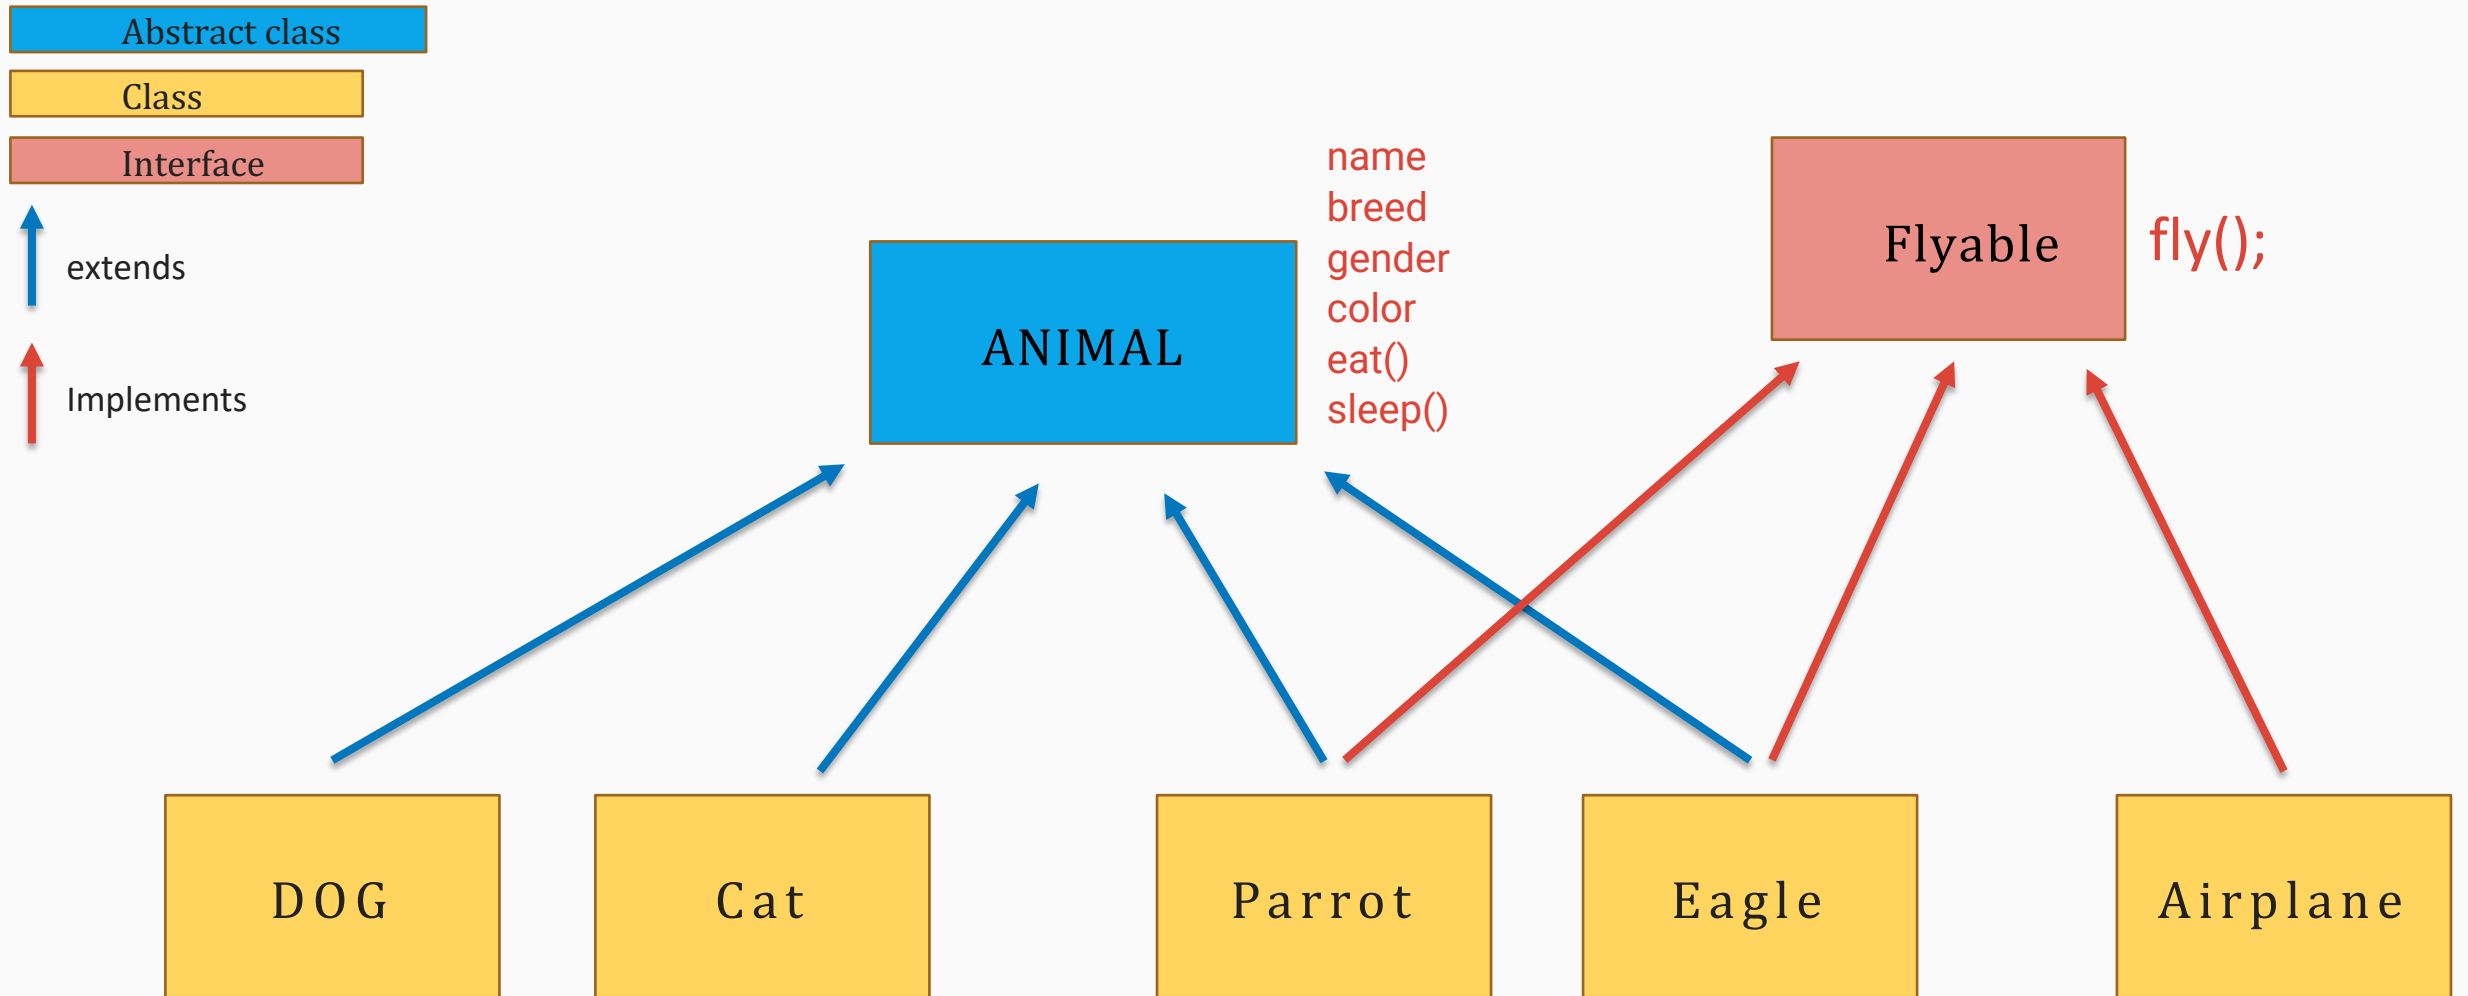 Abstract class
Class
Interface
extends
Implements
ANIMAL
name
breed
gender
color
eat()
sleep()
Flyable
fly();
DOG
Cat
Parrot
Eagle
Airplane